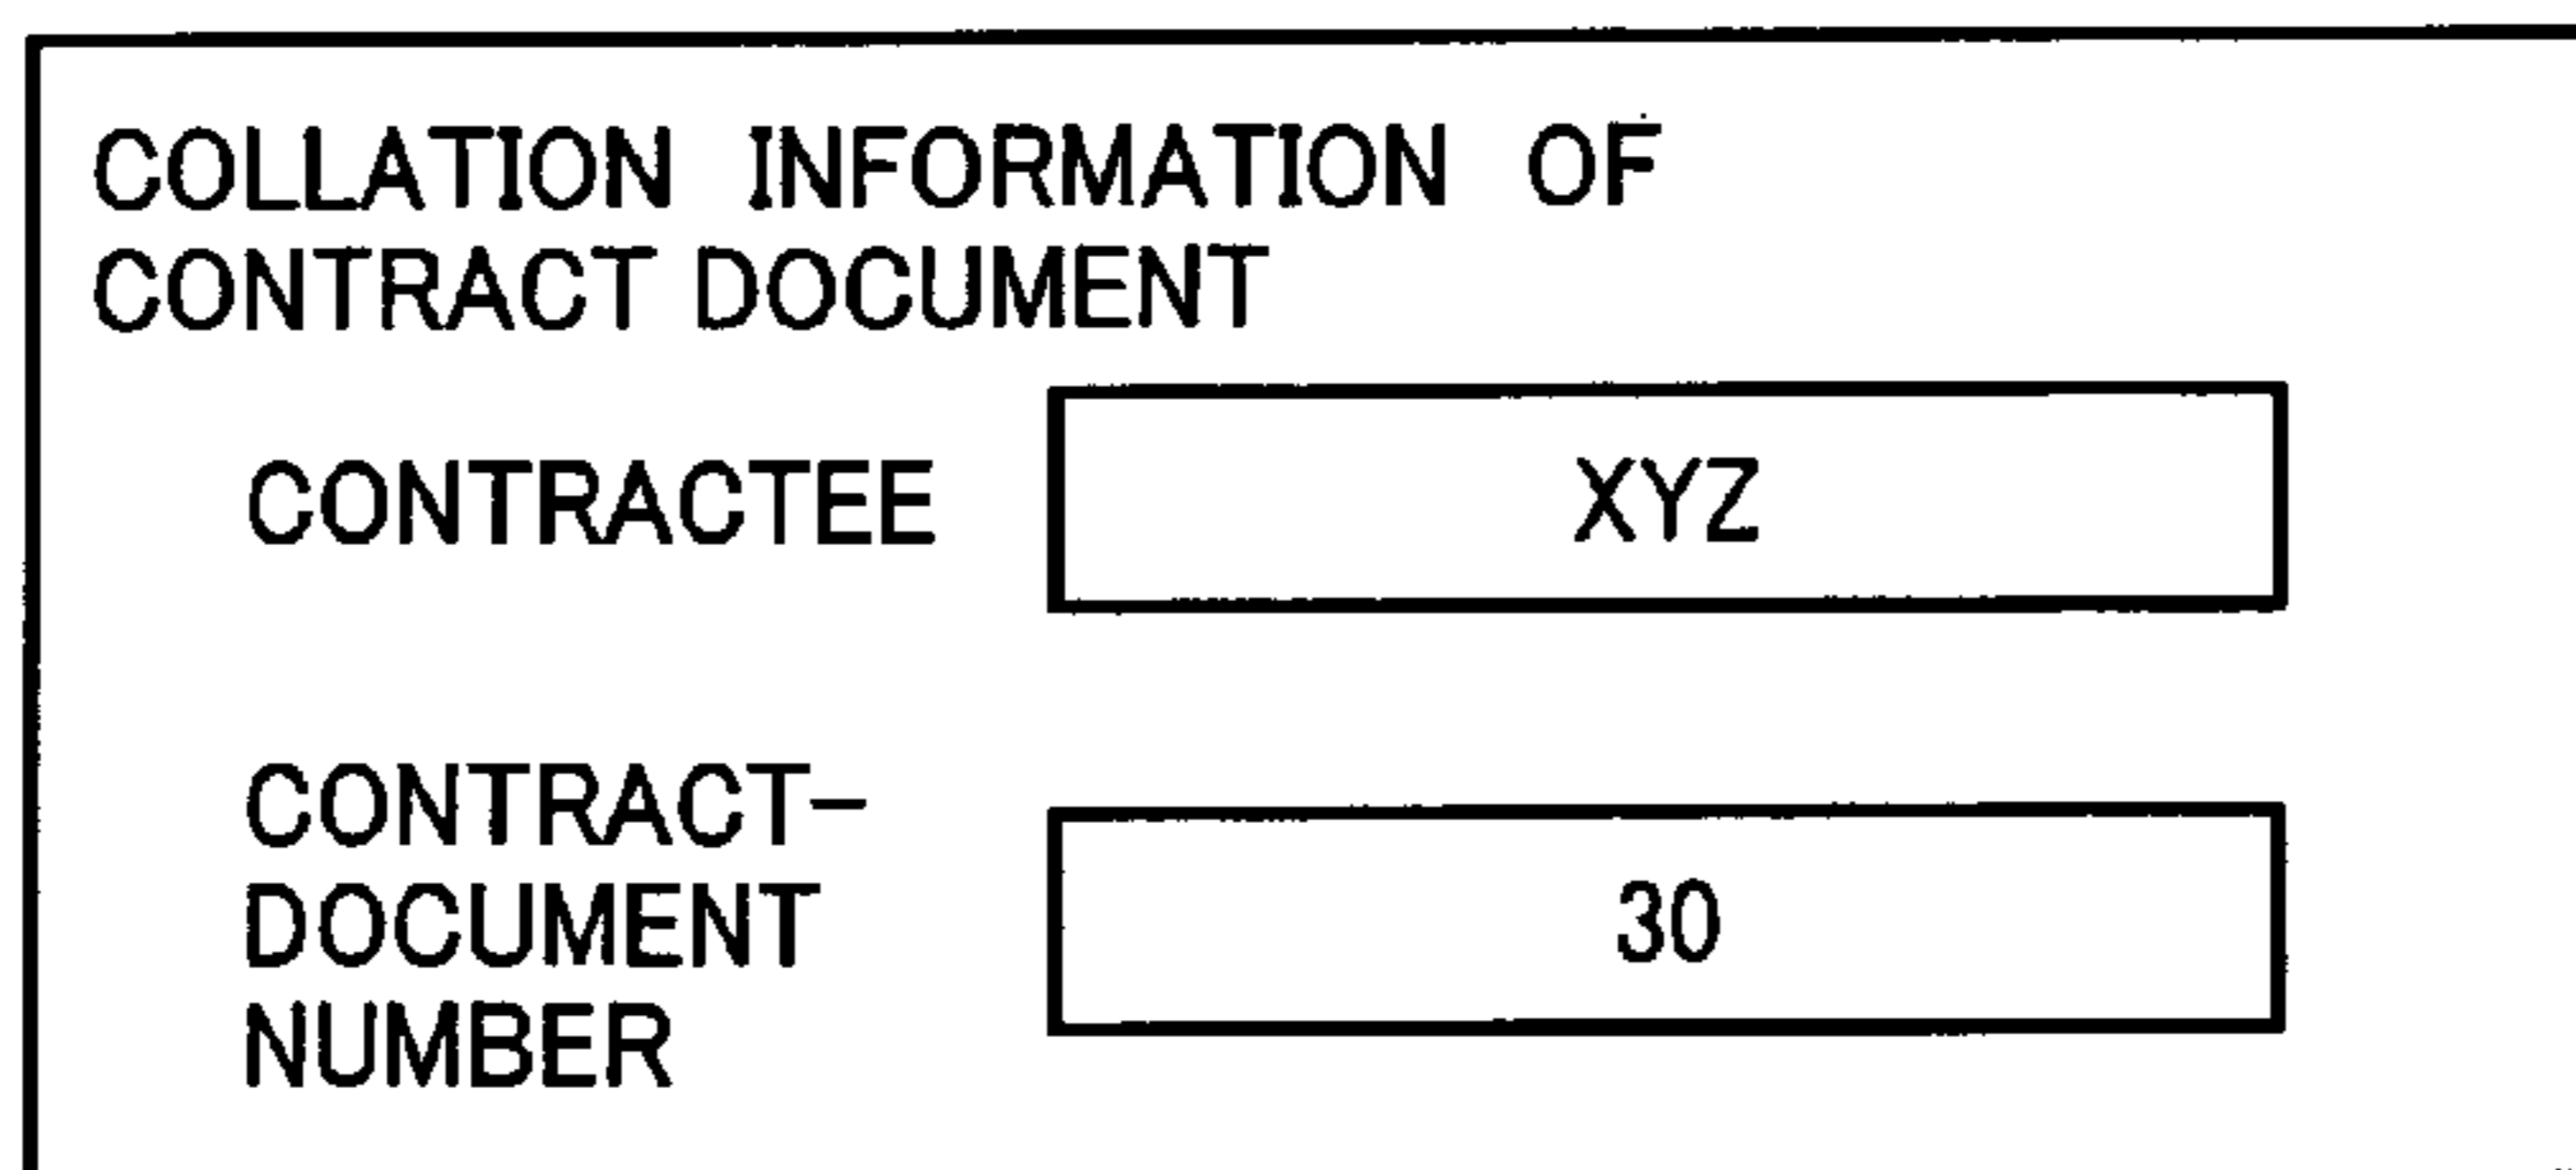 COLLATION INFORMATION OF
CONTRACT DOCUMENT
CONTRACTEE XYZ
CONTRACT-
DOCUMENT 30
NUMBER